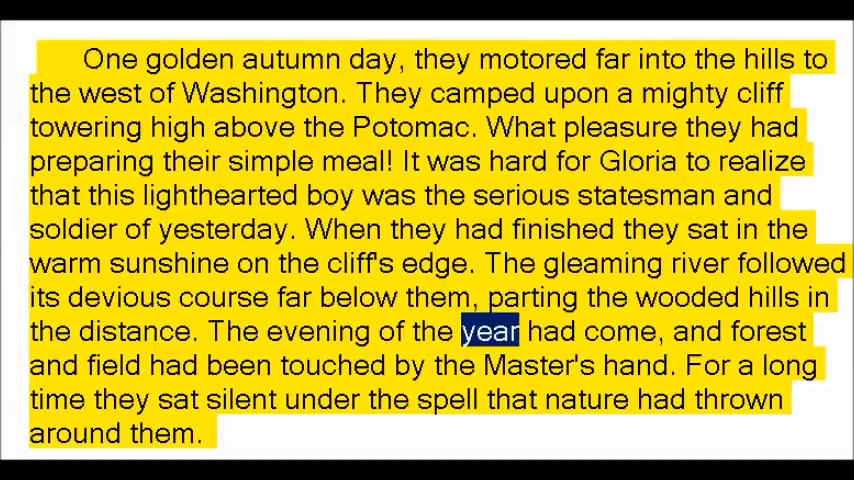 One golden autumn day, they motored far into the hills to
the west of Washington. They camped upon a mighty cliff
towering high above the Potomac. What pleasure they had
preparing their simple meal! It was hard for Gloria to realize
that this lighthearted boy was the serious statesman and
soldier of yesterday. When they had finished they sat in the
warm sunshine on the cliff's edge. The gleaming river followed
its devious course far below them, parting the wooded hills in
the distance. The evening of the year had come, and forest
and field had been touched by the Master's hand. For a long
time they sat silent under the spell that nature had thrown
around them.